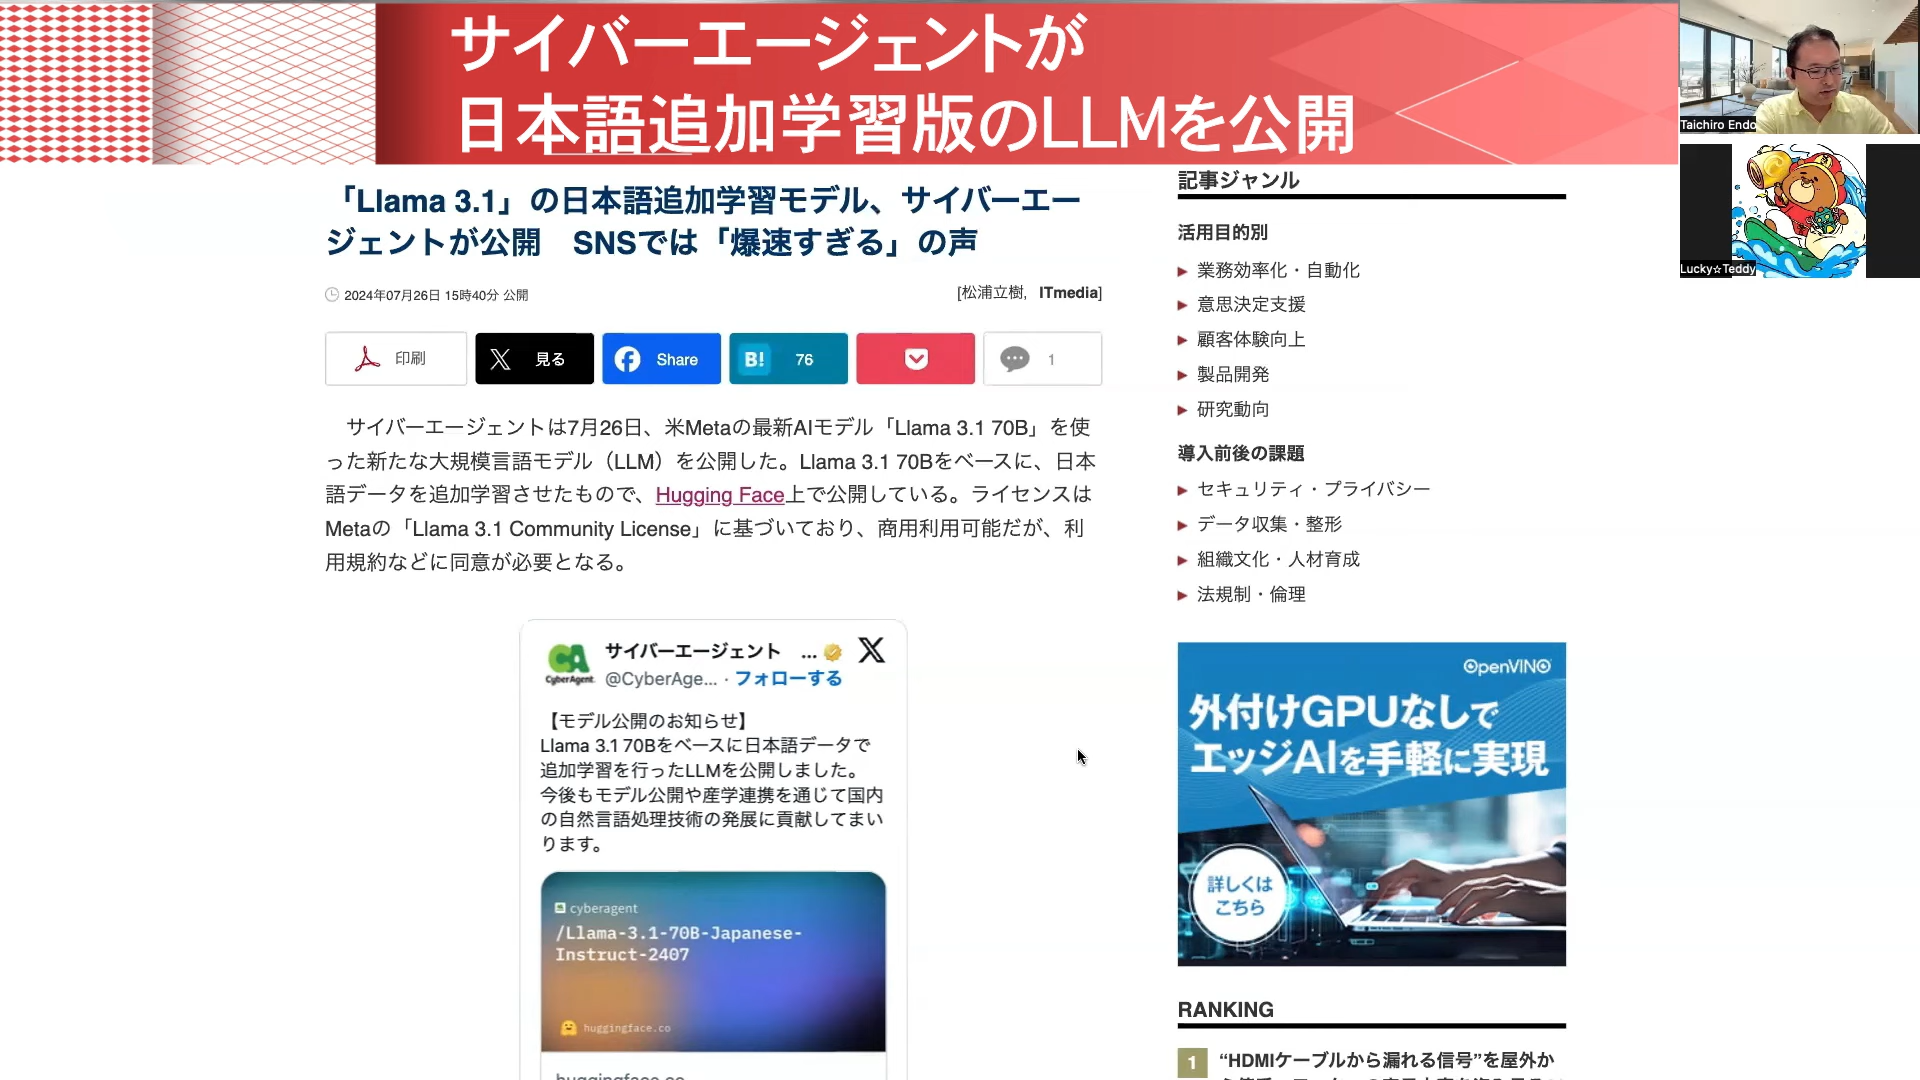 サイバーエージェントが
日本語追加学習版のLLMを公開
「Llama 3.1」の日本語追加学習モデル、サイバーエー
ジェントが公開　SNSでは「爆速すぎる」の声
2024年07月26日 15時40分 公開
[松浦立樹, ITmedia]
印刷
見る
Share
B! 76
1
サイバーエージェントは7月26日、米Metaの最新AIモデル「Llama 3.1 70B」を使
った新たな大規模言語モデル（LLM）を公開した。Llama 3.1 70Bをベースに、日本
語データを追加学習させたもので、Hugging Face上で公開している。ライセンスは
Metaの「Llama 3.1 Community License」に基づいており、商用利用可能だが、利
用規約などに同意が必要となる。
CA
CyberAgent
サイバーエージェント ...
@CyberAge... · フォローする
【モデル公開のお知らせ】
Llama 3.1 70Bをベースに日本語データで
追加学習を行ったLLMを公開しました。
今後もモデル公開や産学連携を通じて国内
の自然言語処理技術の発展に貢献してまい
ります。
cyberagent
/Llama-3.1-70B-Japanese-
Instruct-2407
huggingface.co
huggingface.co
記事ジャンル
活用目的別
業務効率化・自動化
意思決定支援
顧客体験向上
製品開発
研究動向
導入前後の課題
セキュリティ・プライバシー
データ収集・整形
組織文化・人材育成
法規制・倫理
OpenVINO
外付けGPUなしで
エッジAIを手軽に実現
詳しくは
こちら
RANKING
1 “HDMIケーブルから漏れる信号”を屋外か
Taichiro Endo
Lucky☆Teddy